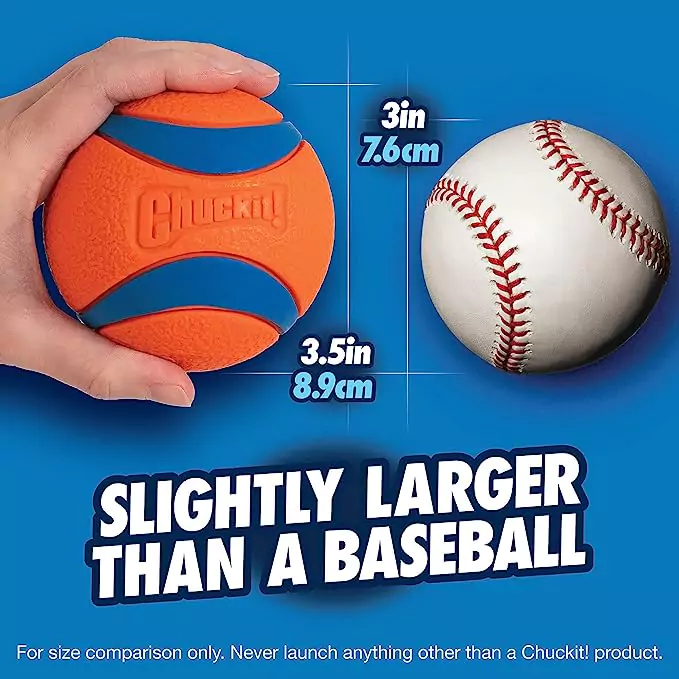 Chuckit!
3in
7.6cm
3.5in
8.9cm
SLIGHTLY LARGER
THAN A BASEBALL
For size comparison only. Never launch anything other than a Chuckit! product.